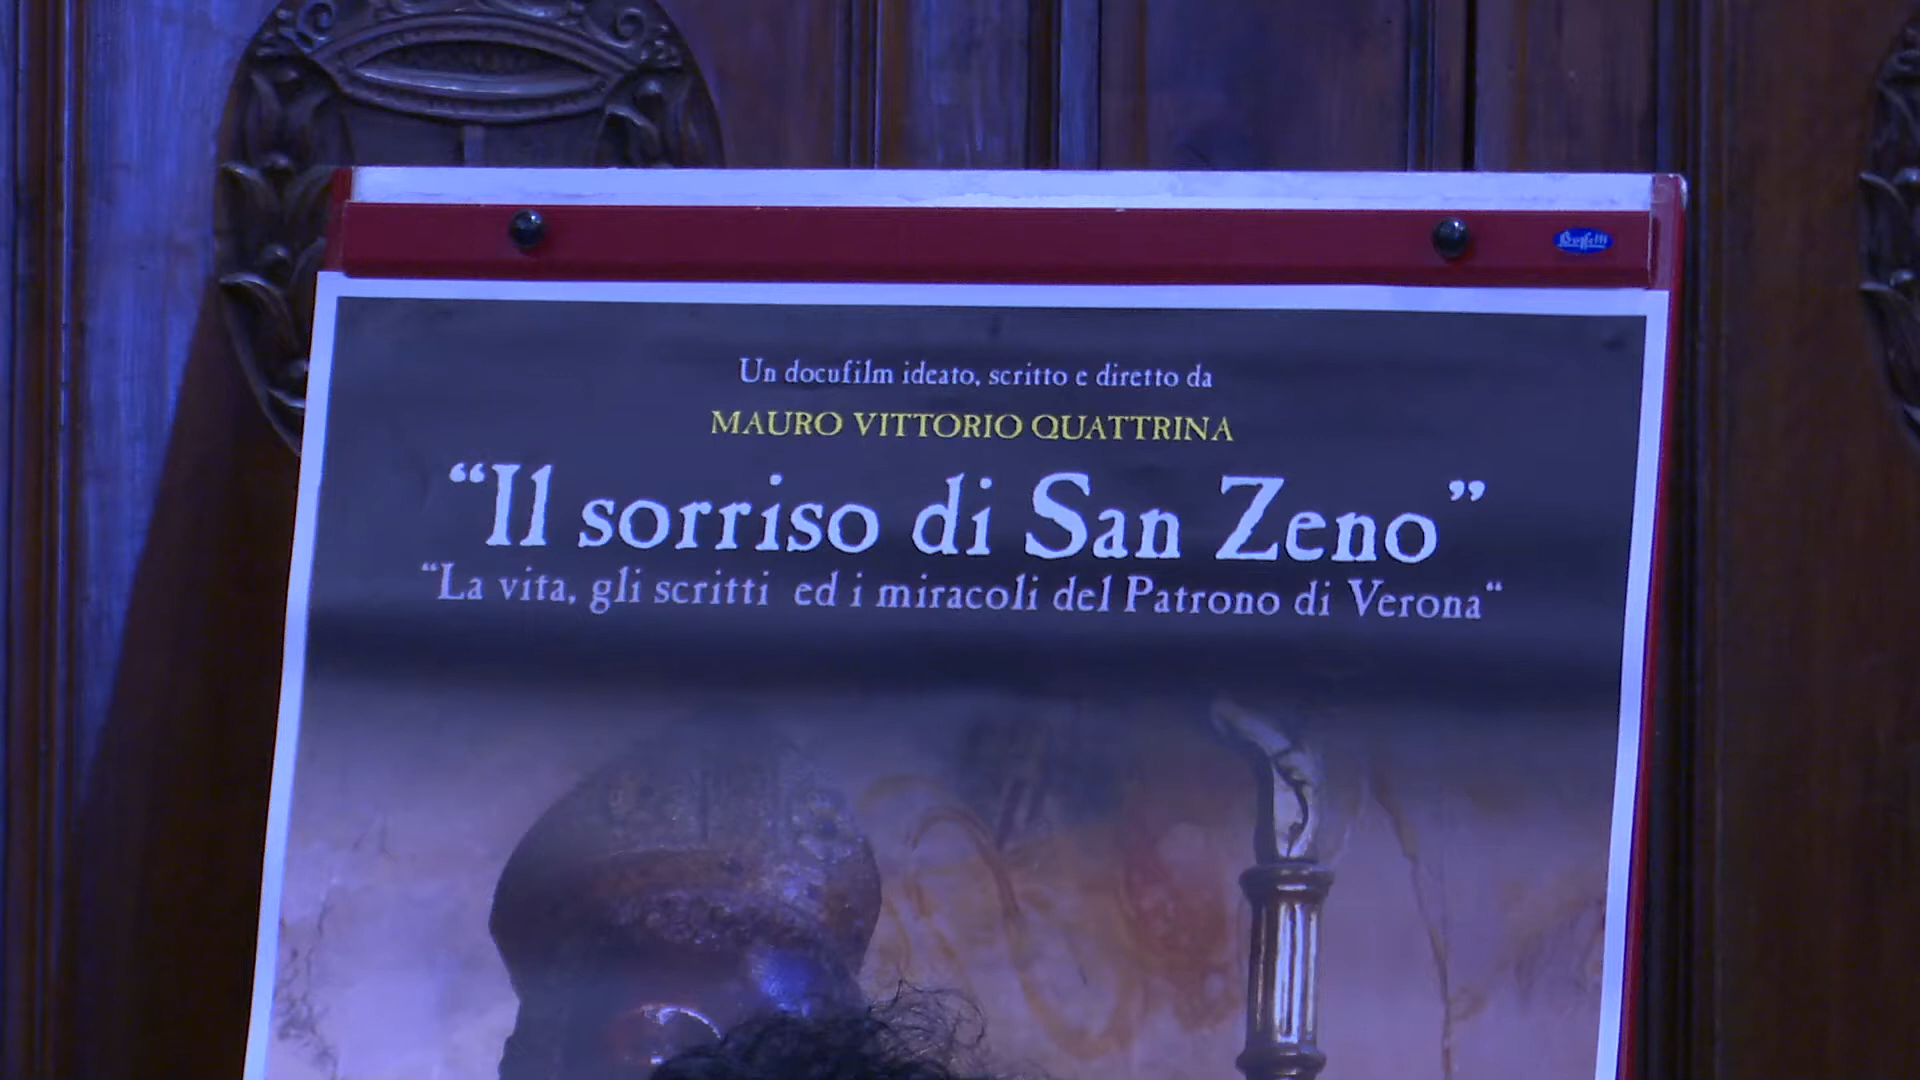 Un docufilm ideato, scritto e diretto da
MAURO VITTORIO QUATTRINA
“Il sorriso di San Zeno”
“La vita, gli scritti ed i miracoli del Patrono di Verona“